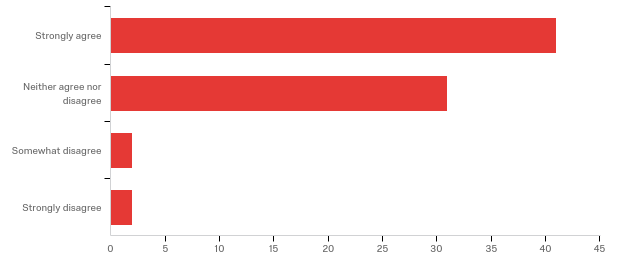 Strongly agree
Neither agree nor
disagree
Somewhat disagree
Strongly disagree
0 5 10 15 20 25 30 35 40 45